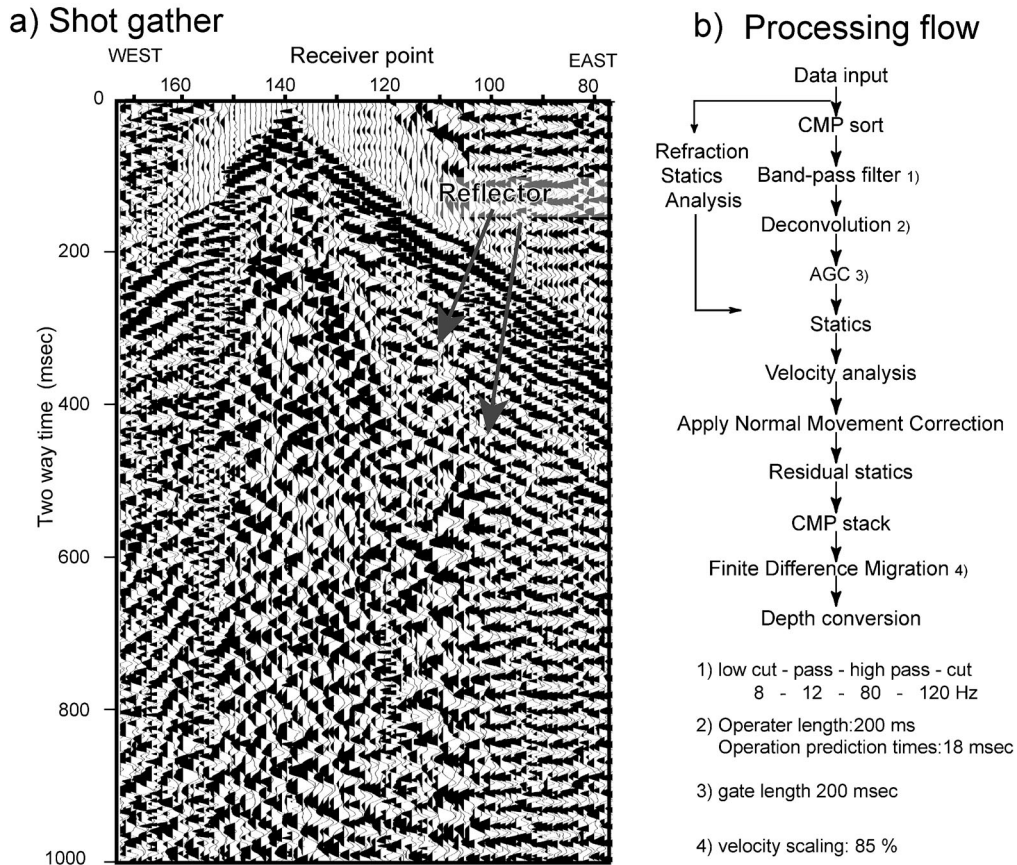 a) Shot gather
WEST
Receiver point
EAST
160 140 120 100 80
0
200
400
600
800
1000
Two way time (msec)
Reflector
b) Processing flow
Data input
CMP sort
Refraction
Statics
Analysis
Band-pass filter 1)
Deconvolution 2)
AGC 3)
Statics
Velocity analysis
Apply Normal Movement Correction
Residual statics
CMP stack
Finite Difference Migration 4)
Depth conversion
1) low cut - pass - high pass - cut
8 - 12 - 80 - 120 Hz
2) Operater length:200 ms
Operation prediction times:18 msec
3) gate length 200 msec
4) velocity scaling: 85 %